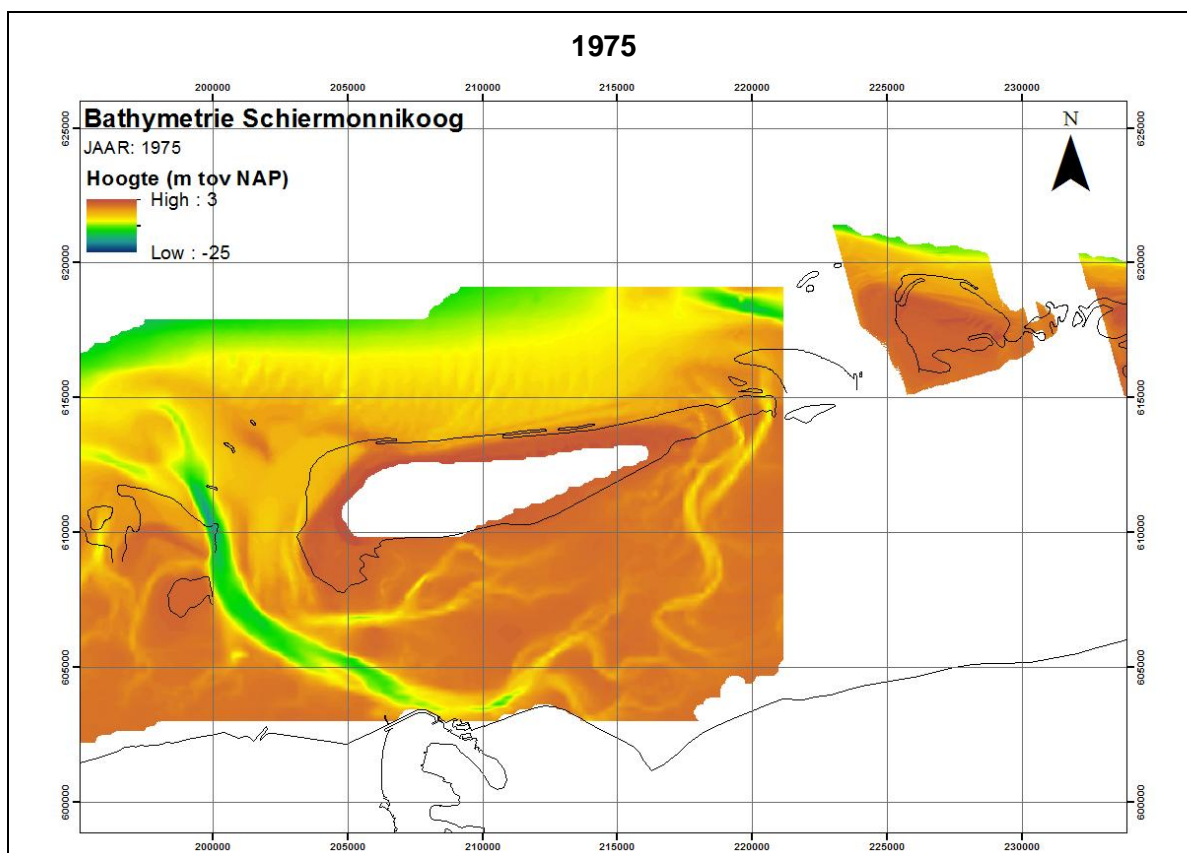 1975
200000 205000 210000 215000 220000 225000 230000
Bathymetrie Schiermonnikoog
JAAR: 1975
Hoogte (m tov NAP)
High : 3
Low : -25
N
625000 625000
620000 620000
615000 615000
610000 610000
605000 605000
600000 600000
200000 205000 210000 215000 220000 225000 230000